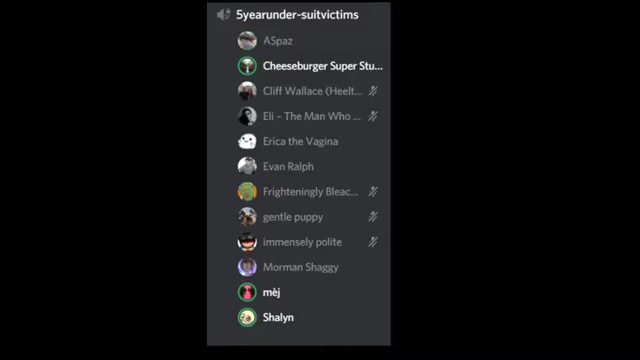 5yearunder-suitvictims
ASpaz
Cheeseburger Super Stu...
Cliff Wallace (Heelt...
Eli – The Man Who ...
Erica the Vagina
Evan Ralph
Frighteningly Bleac...
gentle puppy
immensely polite
Morman Shaggy
mèj
Shalyn